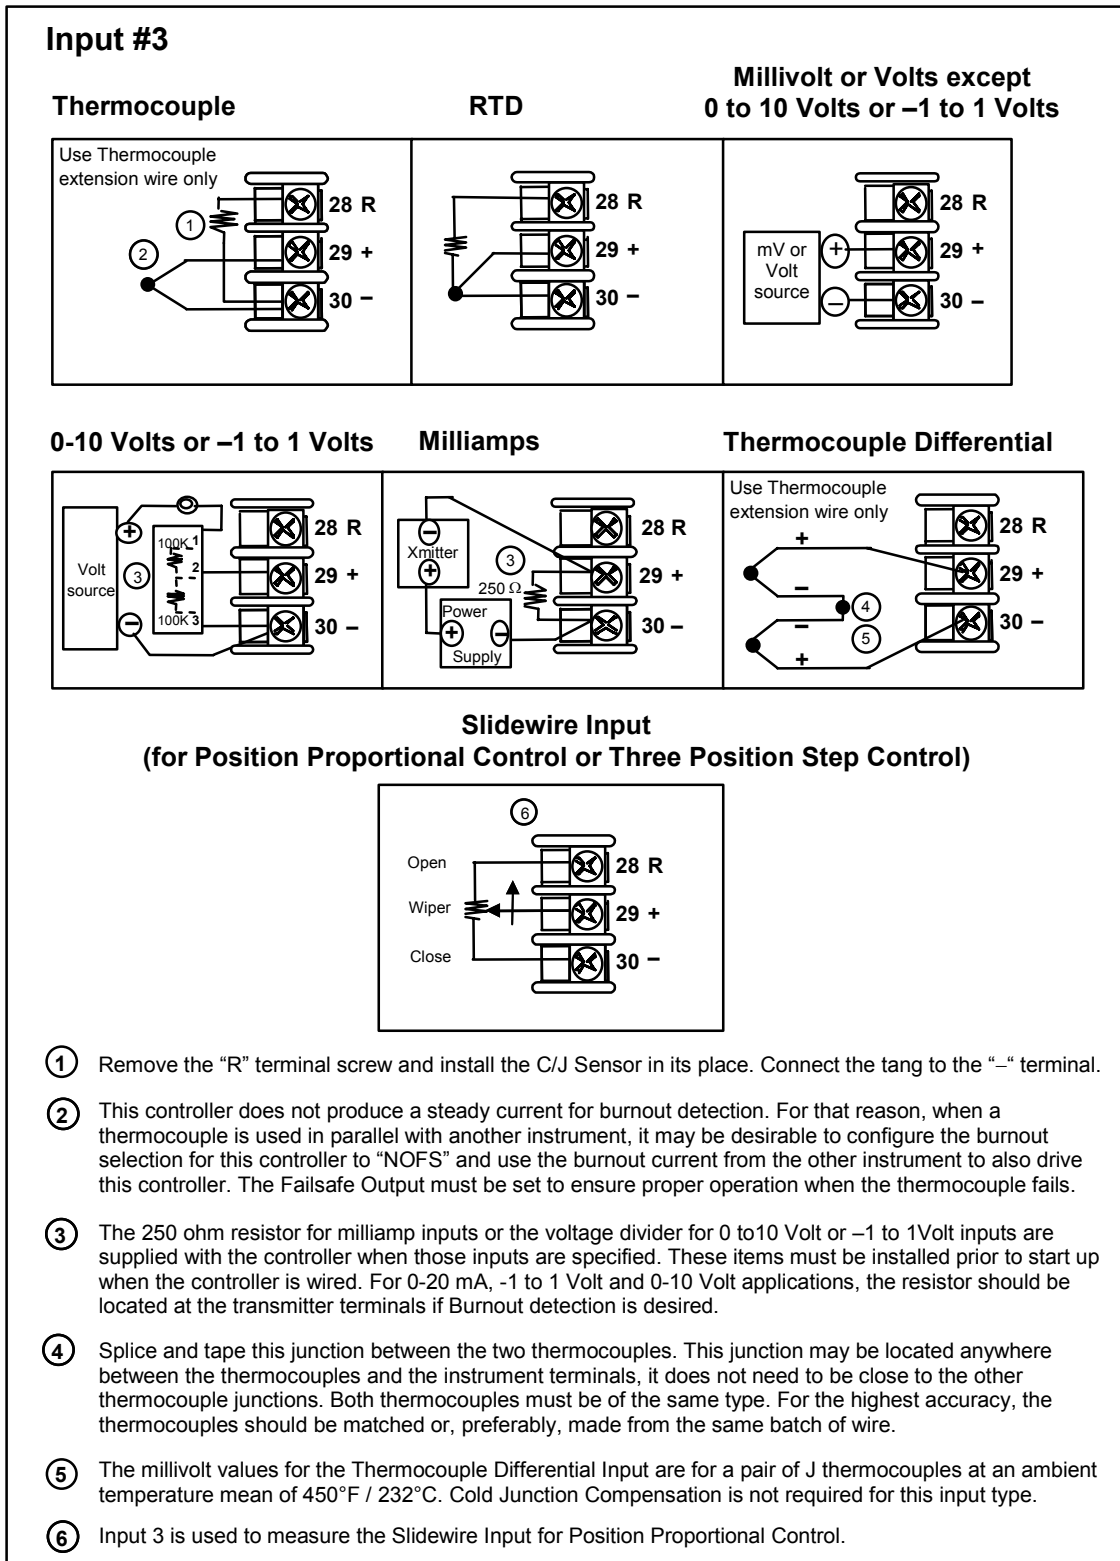 Input #3
Thermocouple
RTD
Millivolt or Volts except
0 to 10 Volts or –1 to 1 Volts
Use Thermocouple
extension wire only
1
2
28 R
29 +
30 –
28 R
29 +
30 –
mV or
Volt
source
+
–
28 R
29 +
30 –
0-10 Volts or –1 to 1 Volts
Milliamps
Thermocouple Differential
Volt
source
+
–
3
100K 1
2
100K 3
28 R
29 +
30 –
–
Xmitter
+
3
250 Ω
Power
+ –
Supply
28 R
29 +
30 –
Use Thermocouple
extension wire only
+
–
4
–
5
+
28 R
29 +
30 –
Slidewire Input
(for Position Proportional Control or Three Position Step Control)
6
Open
Wiper
Close
28 R
29 +
30 –
1 Remove the “R” terminal screw and install the C/J Sensor in its place. Connect the tang to the “–“ terminal.
2 This controller does not produce a steady current for burnout detection. For that reason, when a
thermocouple is used in parallel with another instrument, it may be desirable to configure the burnout
selection for this controller to “NOFS” and use the burnout current from the other instrument to also drive
this controller. The Failsafe Output must be set to ensure proper operation when the thermocouple fails.
3 The 250 ohm resistor for milliamp inputs or the voltage divider for 0 to10 Volt or –1 to 1Volt inputs are
supplied with the controller when those inputs are specified. These items must be installed prior to start up
when the controller is wired. For 0-20 mA, -1 to 1 Volt and 0-10 Volt applications, the resistor should be
located at the transmitter terminals if Burnout detection is desired.
4 Splice and tape this junction between the two thermocouples. This junction may be located anywhere
between the thermocouples and the instrument terminals, it does not need to be close to the other
thermocouple junctions. Both thermocouples must be of the same type. For the highest accuracy, the
thermocouples should be matched or, preferably, made from the same batch of wire.
5 The millivolt values for the Thermocouple Differential Input are for a pair of J thermocouples at an ambient
temperature mean of 450°F / 232°C. Cold Junction Compensation is not required for this input type.
6 Input 3 is used to measure the Slidewire Input for Position Proportional Control.